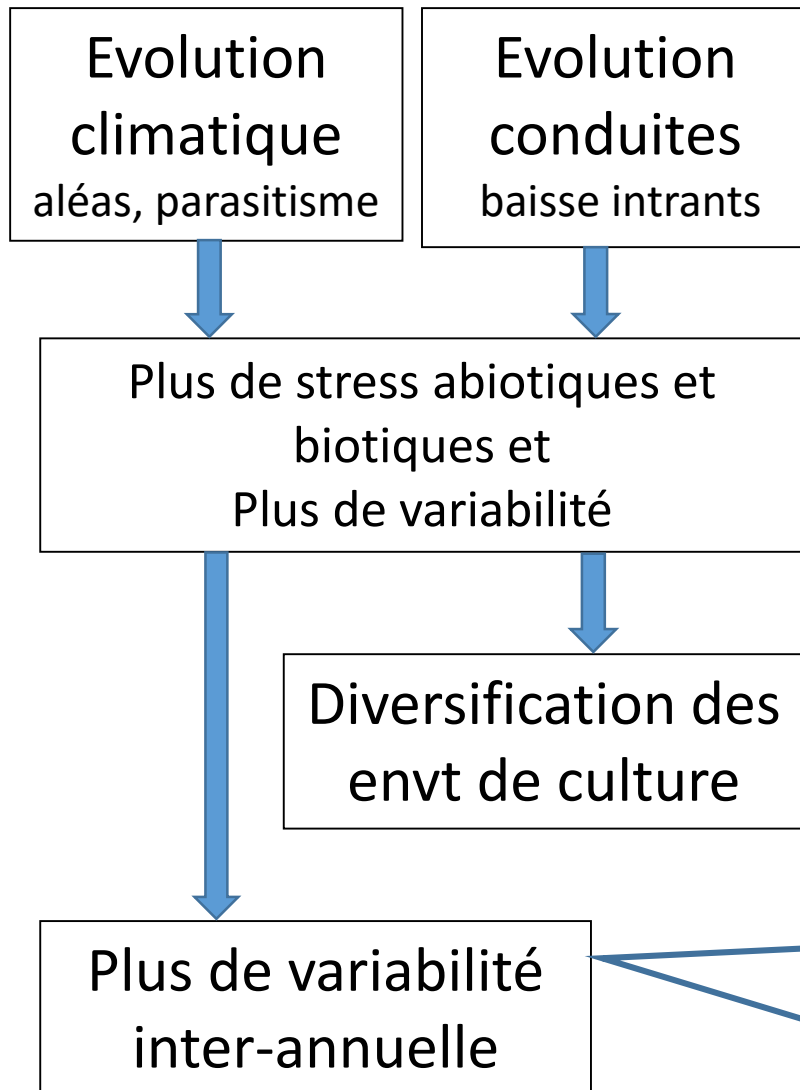 Evolution
climatique
aléas, parasitisme
Evolution
conduites
baisse intrants
Plus de stress abiotiques et
biotiques et
Plus de variabilité
Diversification des
envt de culture
Plus de variabilité
inter-annuelle